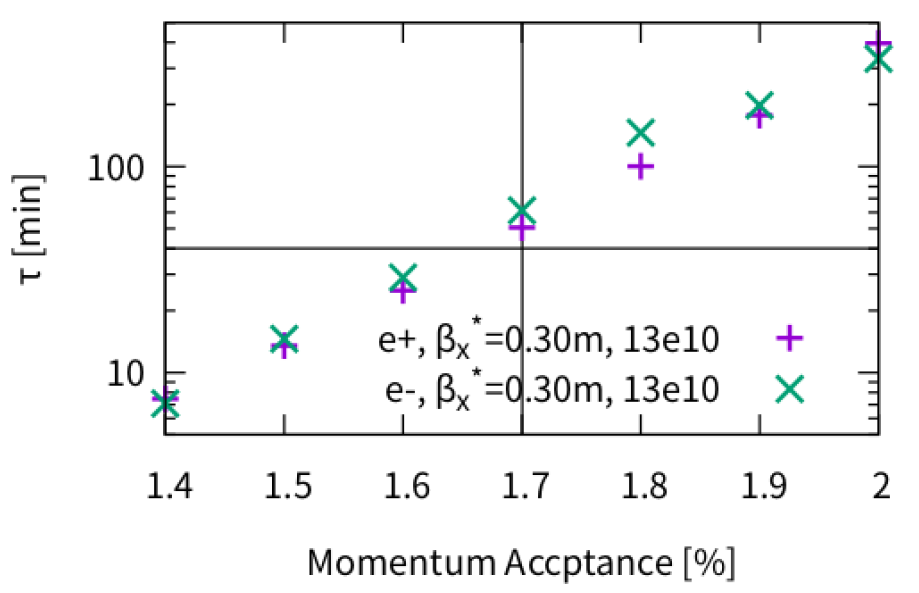 τ [min]
100
10
e+, βx*=0.30m, 13e10
e-, βx*=0.30m, 13e10
1.4 1.5 1.6 1.7 1.8 1.9 2
Momentum Accptance [%]